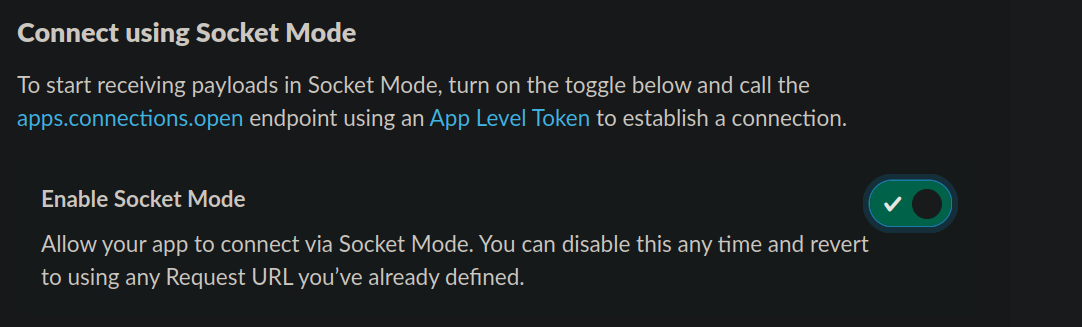 Connect using Socket Mode
To start receiving payloads in Socket Mode, turn on the toggle below and call the
apps.connections.open endpoint using an App Level Token to establish a connection.
Enable Socket Mode
Allow your app to connect via Socket Mode. You can disable this any time and revert
to using any Request URL you’ve already defined.